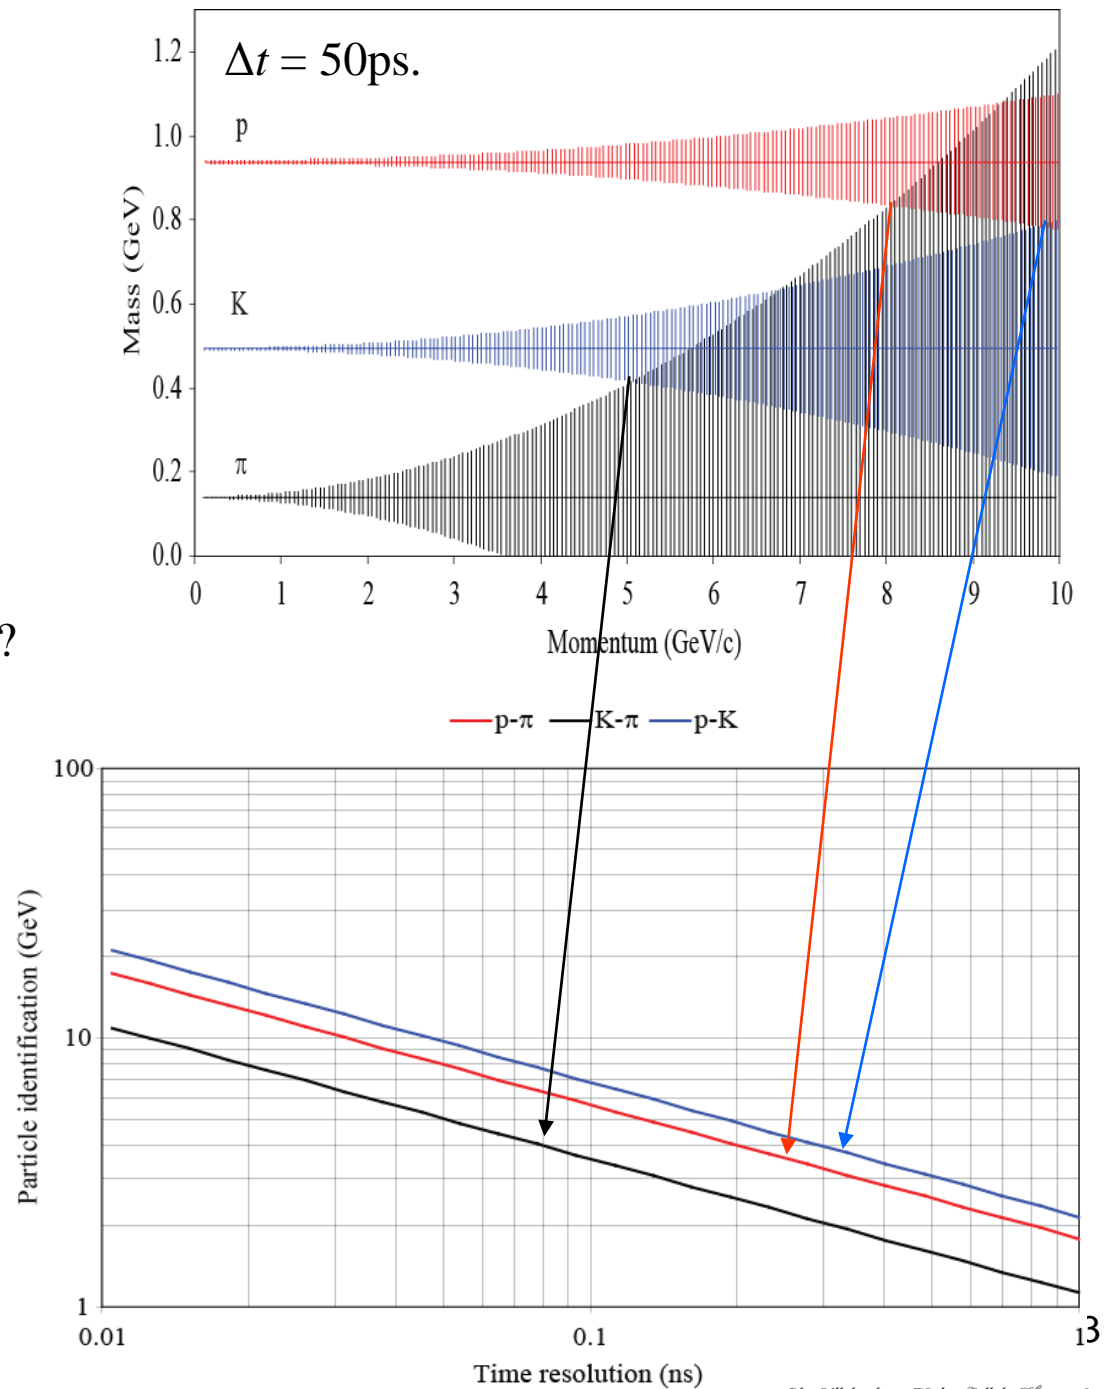 Δt = 50ps.
1.2
1.0
0.8
0.6
0.4
0.2
0.0
Mass (GeV)
p
K
π
0 1 2 3 4 5 6 7 8 9 10
Momentum (GeV/c)
?
p-π K-π p-K
100
10
1
Particle identification (GeV)
0.01 0.1 1
3
Time resolution (ns)